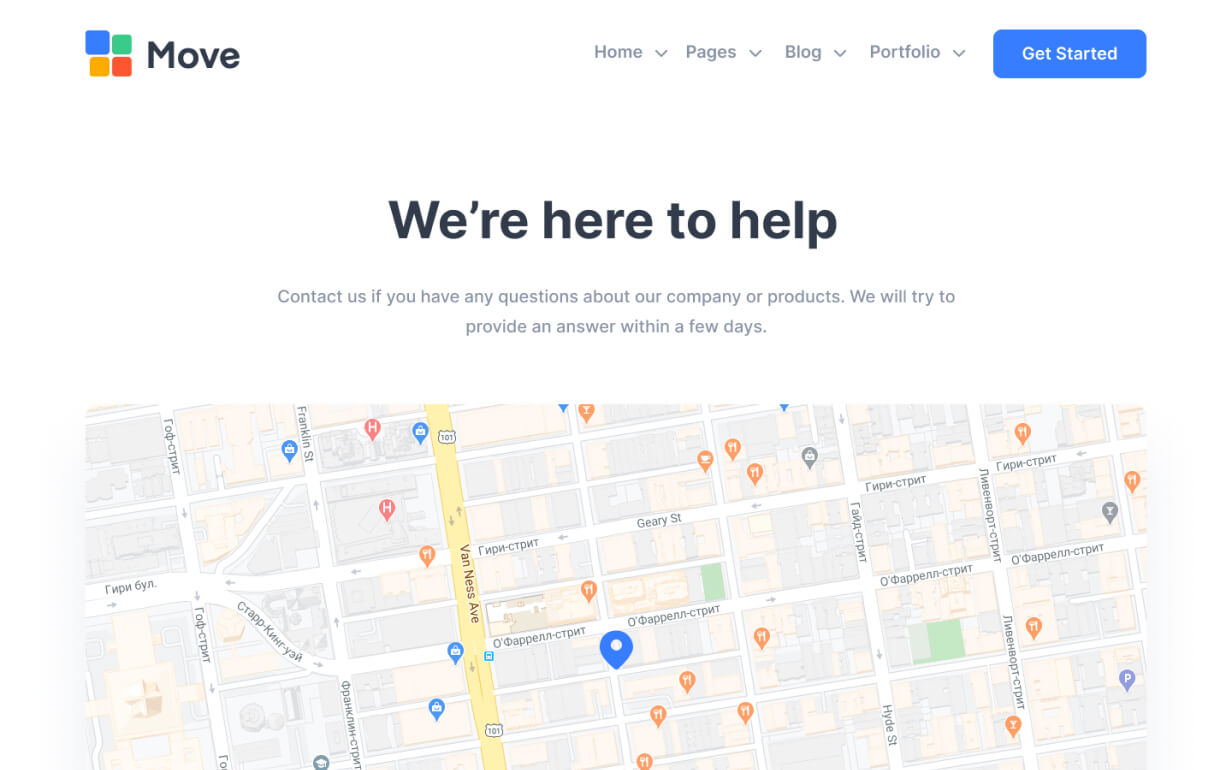 Move
Home
Pages
Blog
Portfolio
Get Started
We’re here to help
Contact us if you have any questions about our company or products. We will try to
provide an answer within a few days.
Гоф-стрит
Franklin St
H
101
H
Гири-стрит
Гири-стрит
Ливенворт-стрит
Гайд-стрит
Geary St
Гири-стрит
Van Ness Ave
О'Фаррелл-стрит
О'Фаррелл-стрит
О'Фаррелл-стрит
О'Фаррелл-стрит
Гири бул.
Гоф-стрит
Старр-Кинг-уэй
Ливенворт-стрит
P
Франклин-стрит
Hyde St
101